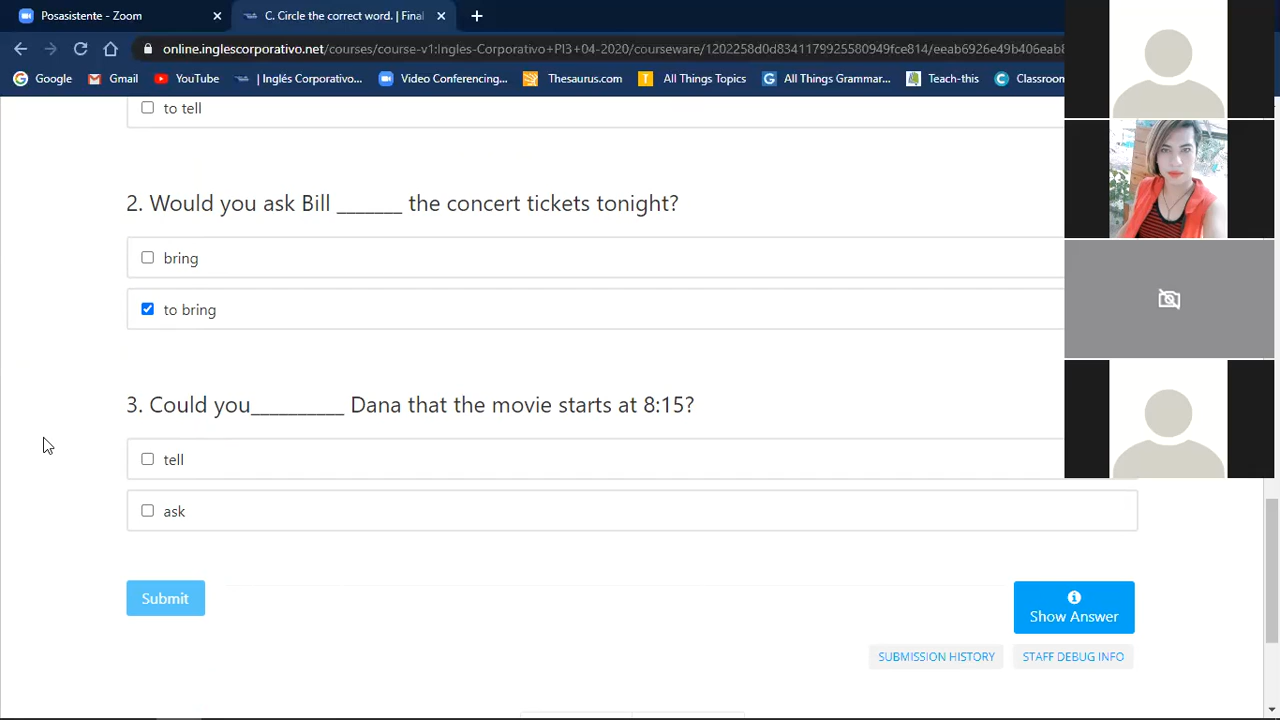 Posasistente - Zoom
C. Circle the correct word. | Final
online.inglescorporativo.net/courses/course-v1:Ingles-Corporativo+PI3+04-2020/courseware/
Google
Gmail
YouTube
| Inglés Corporativo...
Video Conferencing...
Thesaurus.com
All Things Topics
All Things Grammar...
Teach-this
Classroom
to tell
2. Would you ask Bill _______ the concert tickets tonight?
bring
to bring
3. Could you__________ Dana that the movie starts at 8:15?
tell
ask
Submit
Show Answer
SUBMISSION HISTORY
STAFF DEBUG INFO